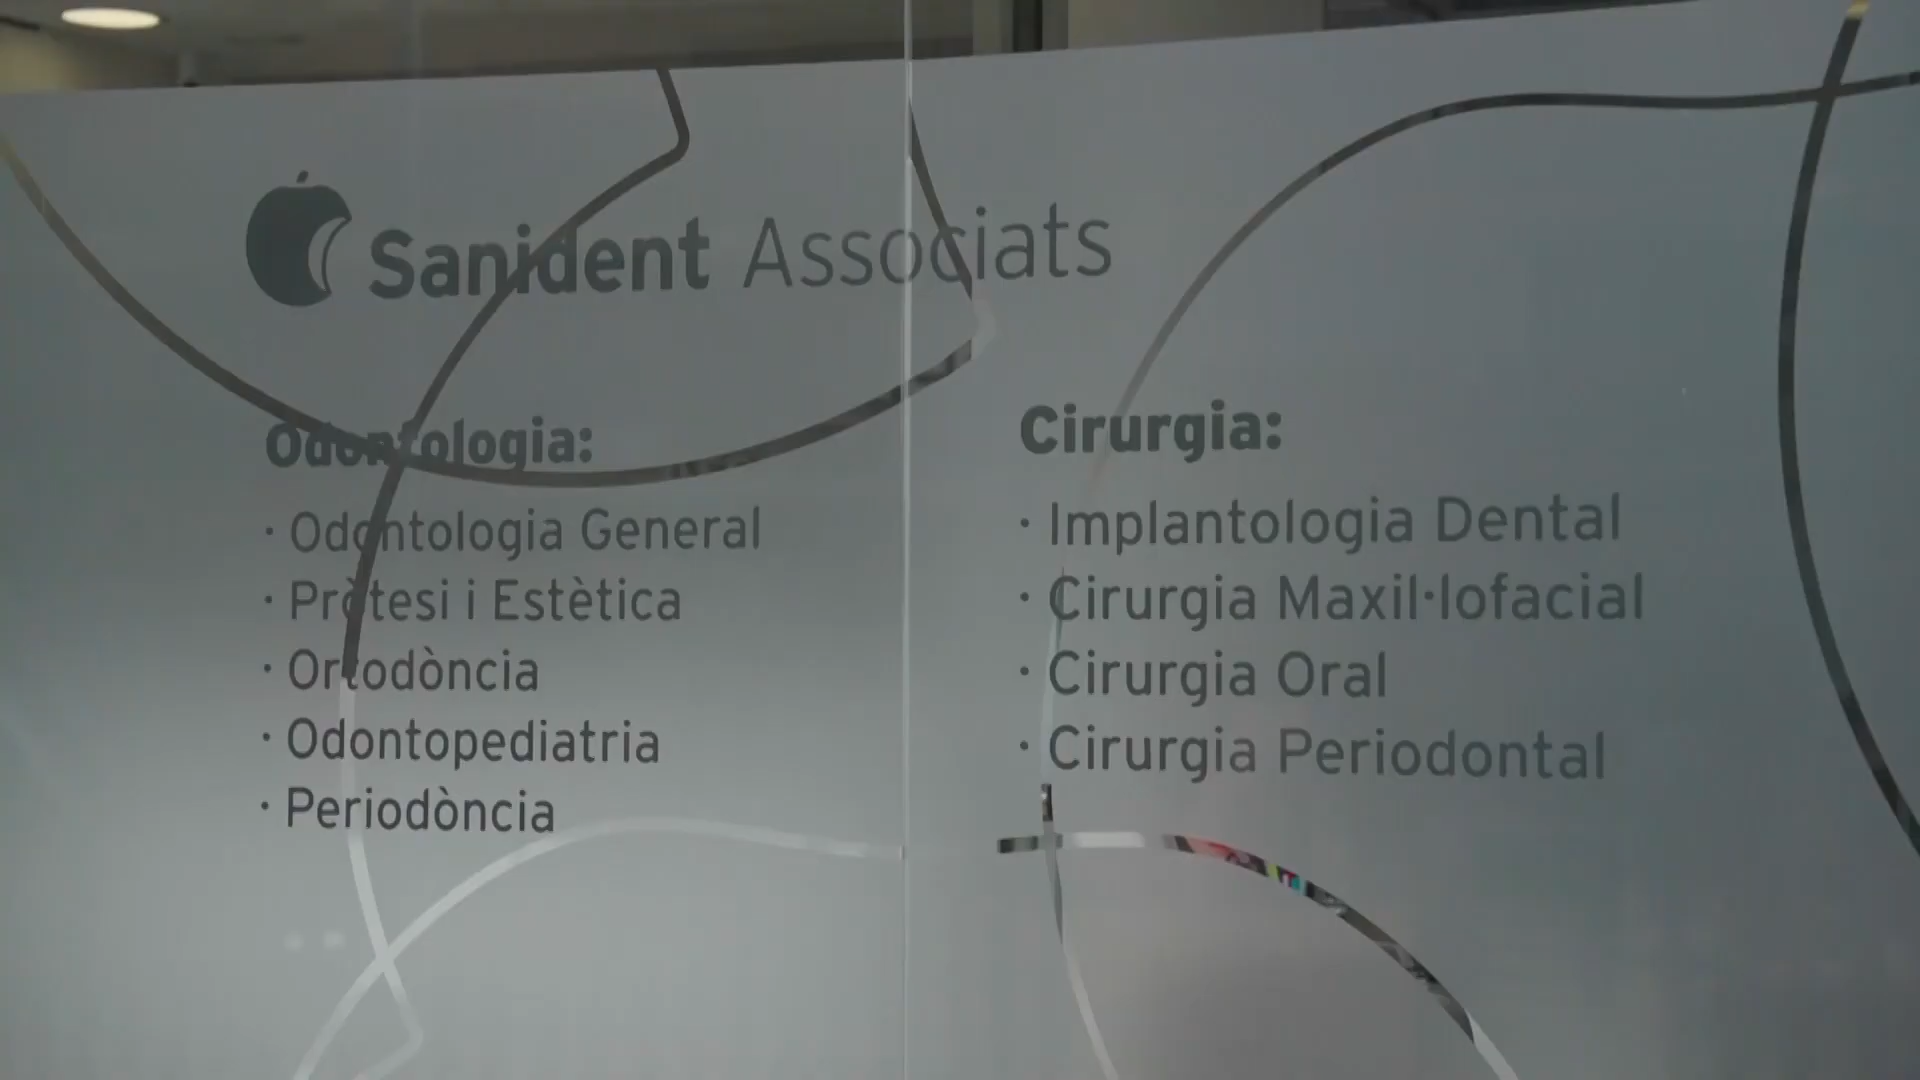 Sanident Associats
Odontologia:
· Odontologia General
· Pròtesi i Estètica
· Ortodòncia
· Odontopediatria
· Periodòncia
Cirurgia:
· Implantologia Dental
· Cirurgia Maxil·lofacial
· Cirurgia Oral
· Cirurgia Periodontal